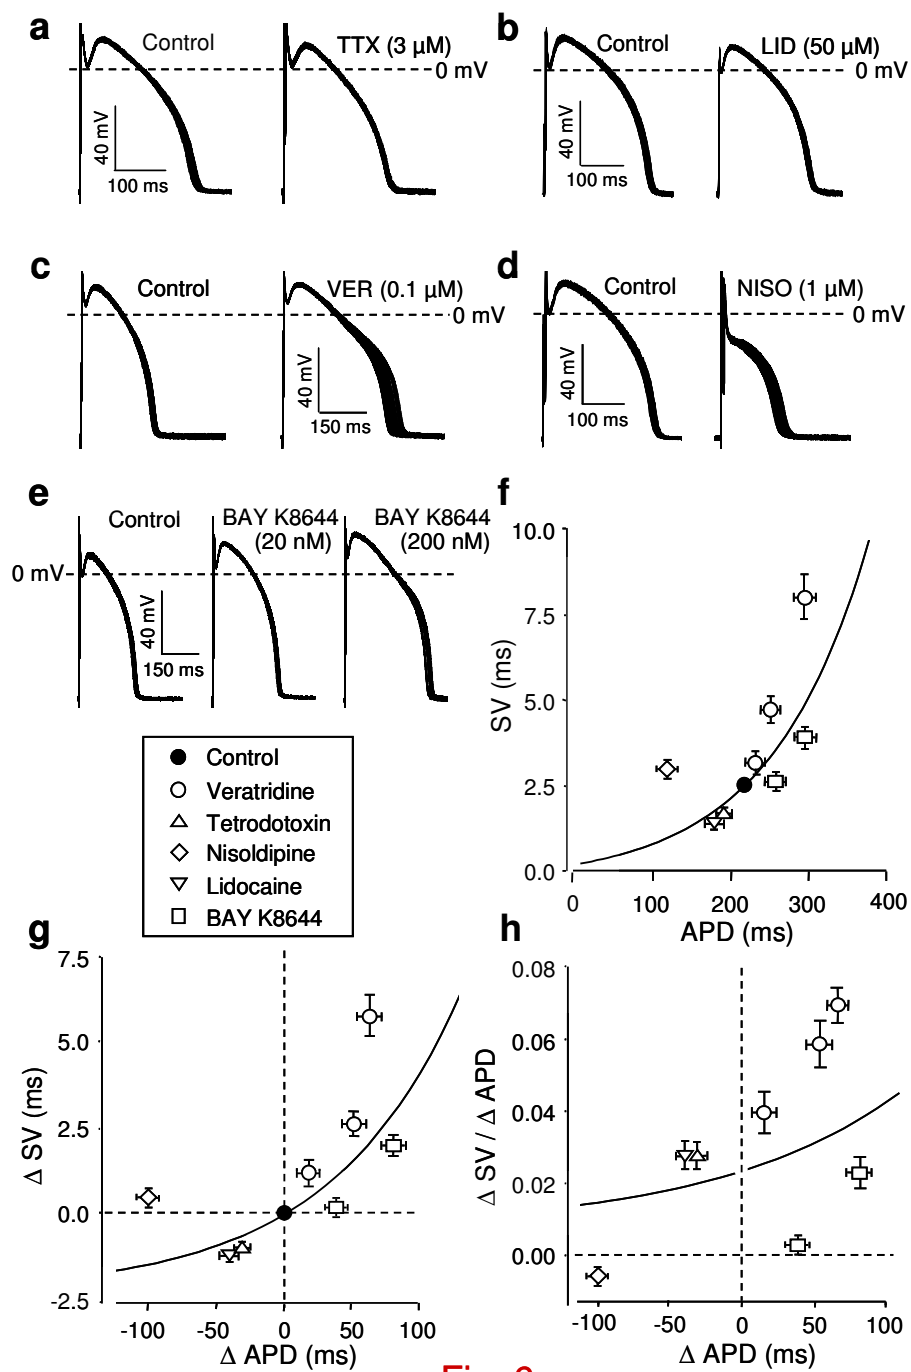 a
Control
TTX (3 µM)
0 mV
40 mV
100 ms
b
Control
LID (50 µM)
0 mV
40 mV
100 ms
c
Control
VER (0.1 µM)
0 mV
40 mV
150 ms
d
Control
NISO (1 µM)
0 mV
40 mV
100 ms
e
Control
BAY K8644
(20 nM)
BAY K8644
(200 nM)
0 mV
40 mV
150 ms
Control
Veratridine
Tetrodotoxin
Nisoldipine
Lidocaine
BAY K8644
f
10.0
7.5
5.0
2.5
0.0
SV (ms)
0 100 200 300 400
APD (ms)
g
7.5
5.0
2.5
0.0
-2.5
Δ SV (ms)
-100 -50 0 50 100
Δ APD (ms)
h
0.08
0.06
0.04
0.02
0.00
Δ SV / Δ APD
-100 -50 0 50 100
Δ APD (ms)